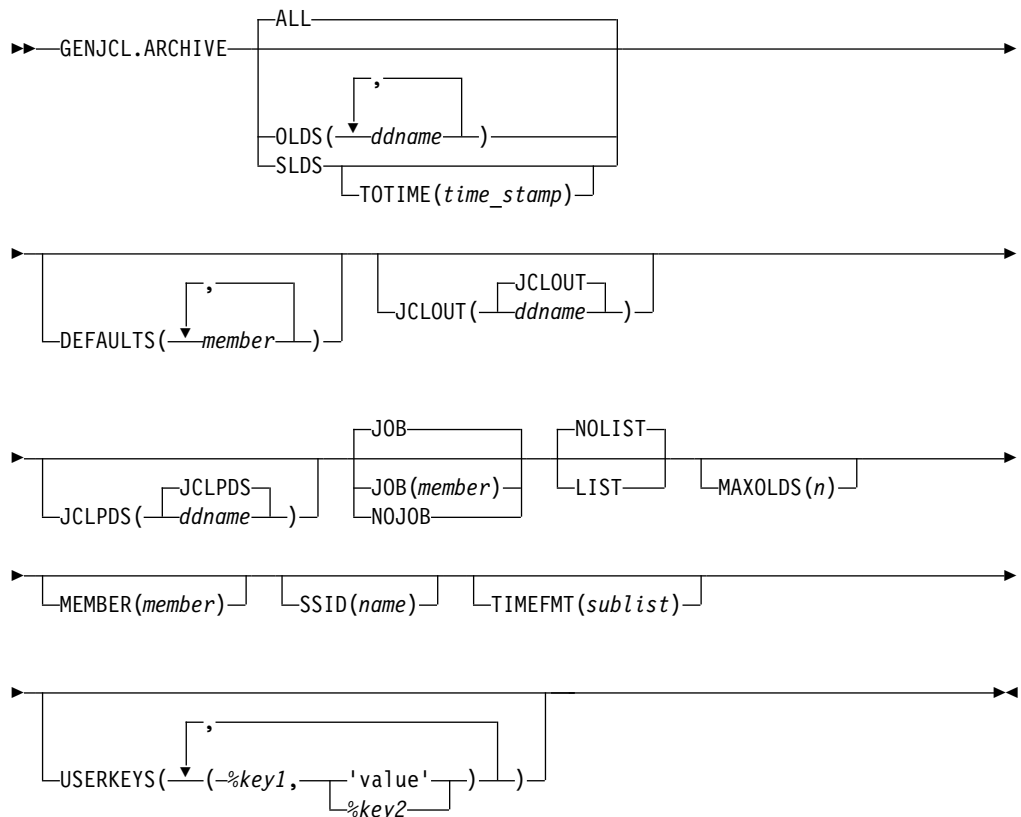 ALL
GENJCL.ARCHIVE
,
OLDS( ddname )
SLDS
TOTIME(time_stamp)
,
DEFAULTS( member )
JCLOUT
JCLOUT( ddname )
JCLPDS
JCLPDS( ddname )
JOB
JOB(member)
NOJOB
NOLIST
LIST
MAXOLDS(n)
MEMBER(member)
SSID(name)
TIMEFMT(sublist)
,
USERKEYS( (%key1, 'value' ) )
%key2